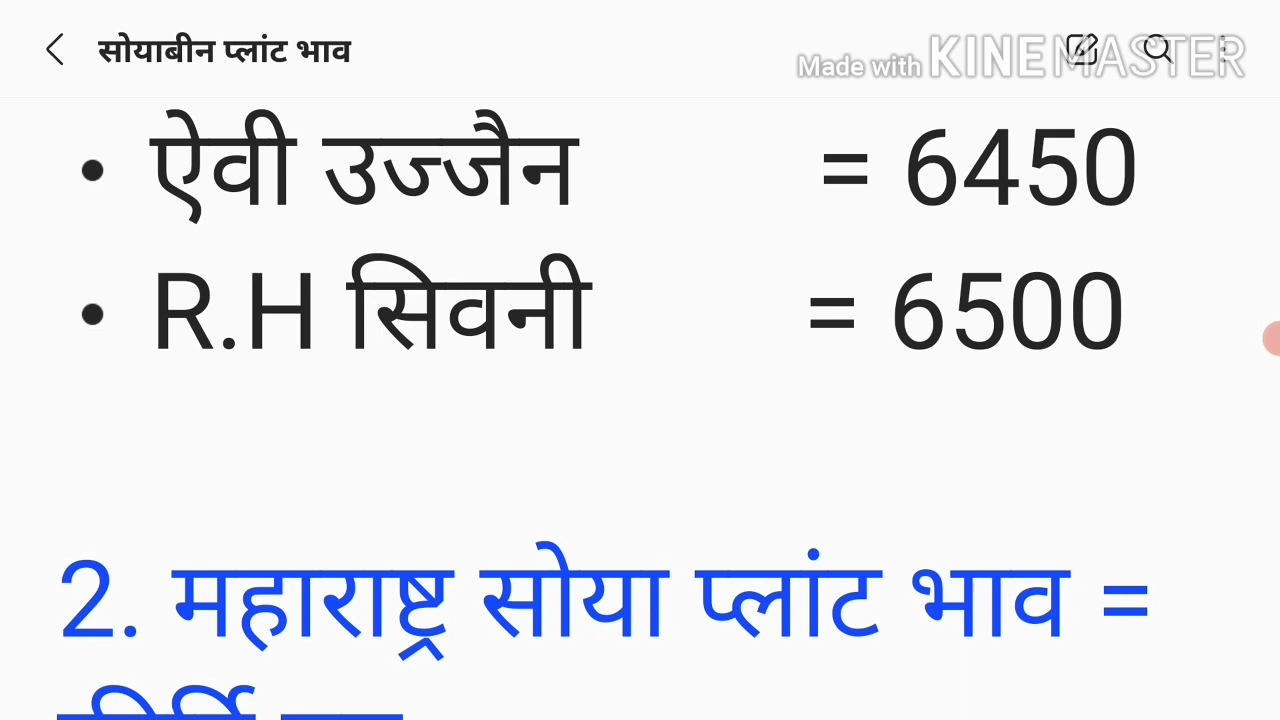 सोयाबीन प्लांट भाव
Made with KINEMASTER
• ऐवी उज्जैन = 6450
• R.H सिवनी = 6500
2. महाराष्ट्र सोया प्लांट भाव =